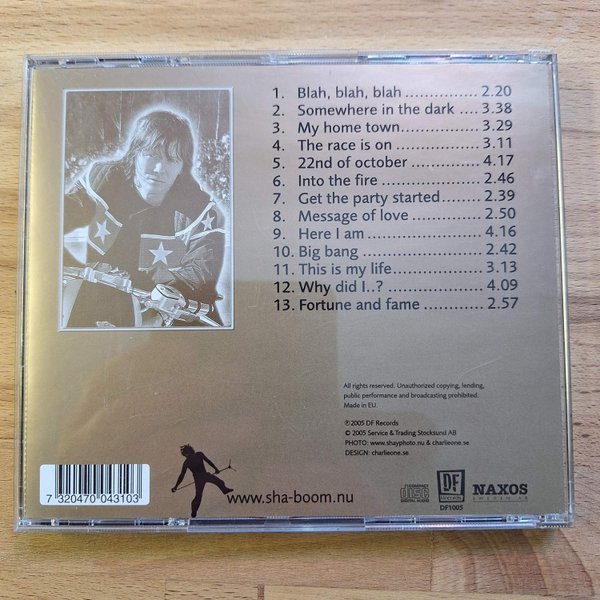 1. Blah, blah, blah ................ 2.20
2. Somewhere in the dark .... 3.38
3. My home town ................ 3.29
4. The race is on .................. 3.11
5. 22nd of october ............... 4.17
6. Into the fire ..................... 2.46
7. Get the party started ......... 2.39
8. Message of love ................ 2.50
9. Here I am ........................ 4.16
10. Big bang ......................... 2.42
11. This is my life .................. 3.13
12. Why did I..? .................... 4.09
13. Fortune and fame ............. 2.57
All rights reserved. Unauthorized copying, lending,
public performance and broadcasting prohibited.
Made in EU.
℗2005 DF Records
© 2005 Service & Trading Stocksund AB
PHOTO: www.shayphoto.nu & charlieone.se
DESIGN: charlieone.se
7 320470 043103
www.sha-boom.nu
COMPACT
disc
DIGITAL AUDIO
DF
Records
DF1005
NAXOS
SWEDEN AB